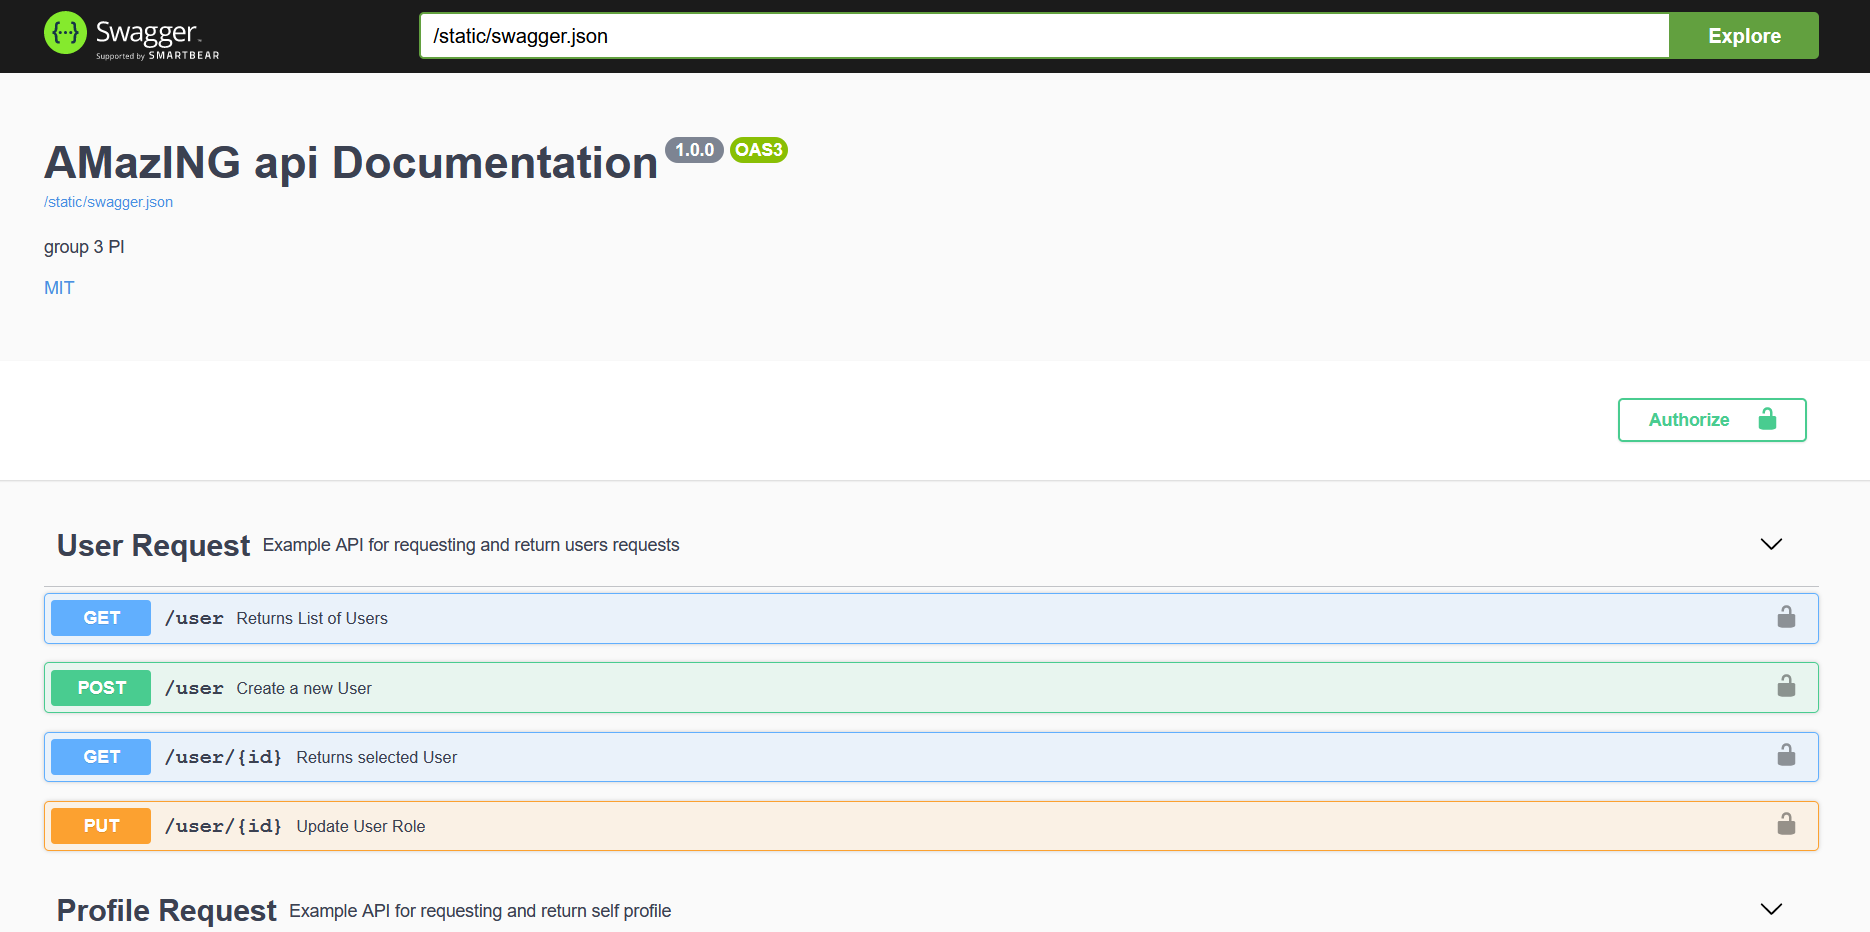 {···} Swagger™
Supported by SMARTBEAR
/static/swagger.json
Explore
AMazING api Documentation 1.0.0 OAS3
/static/swagger.json
group 3 PI
MIT
Authorize
User Request Example API for requesting and return users requests
GET /user Returns List of Users
POST /user Create a new User
GET /user/{id} Returns selected User
PUT /user/{id} Update User Role
Profile Request Example API for requesting and return self profile